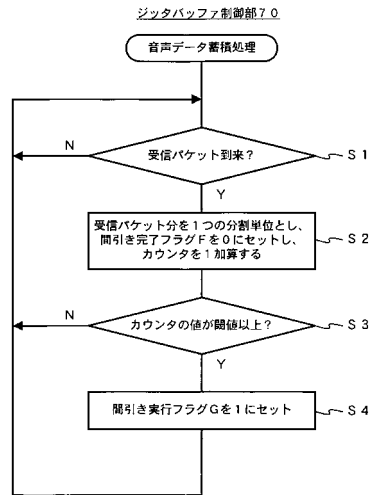 ジッタバッファ制御部７０
音声データ蓄積処理
受信パケット到来？
N
Y
Ｓ１
受信パケット分を１つの分割単位とし、
間引き完了フラグＦを０にセットし、
カウンタを１加算する
Ｓ２
カウンタの値が閾値以上？
N
Y
Ｓ３
間引き実行フラグＧを１にセット
Ｓ４